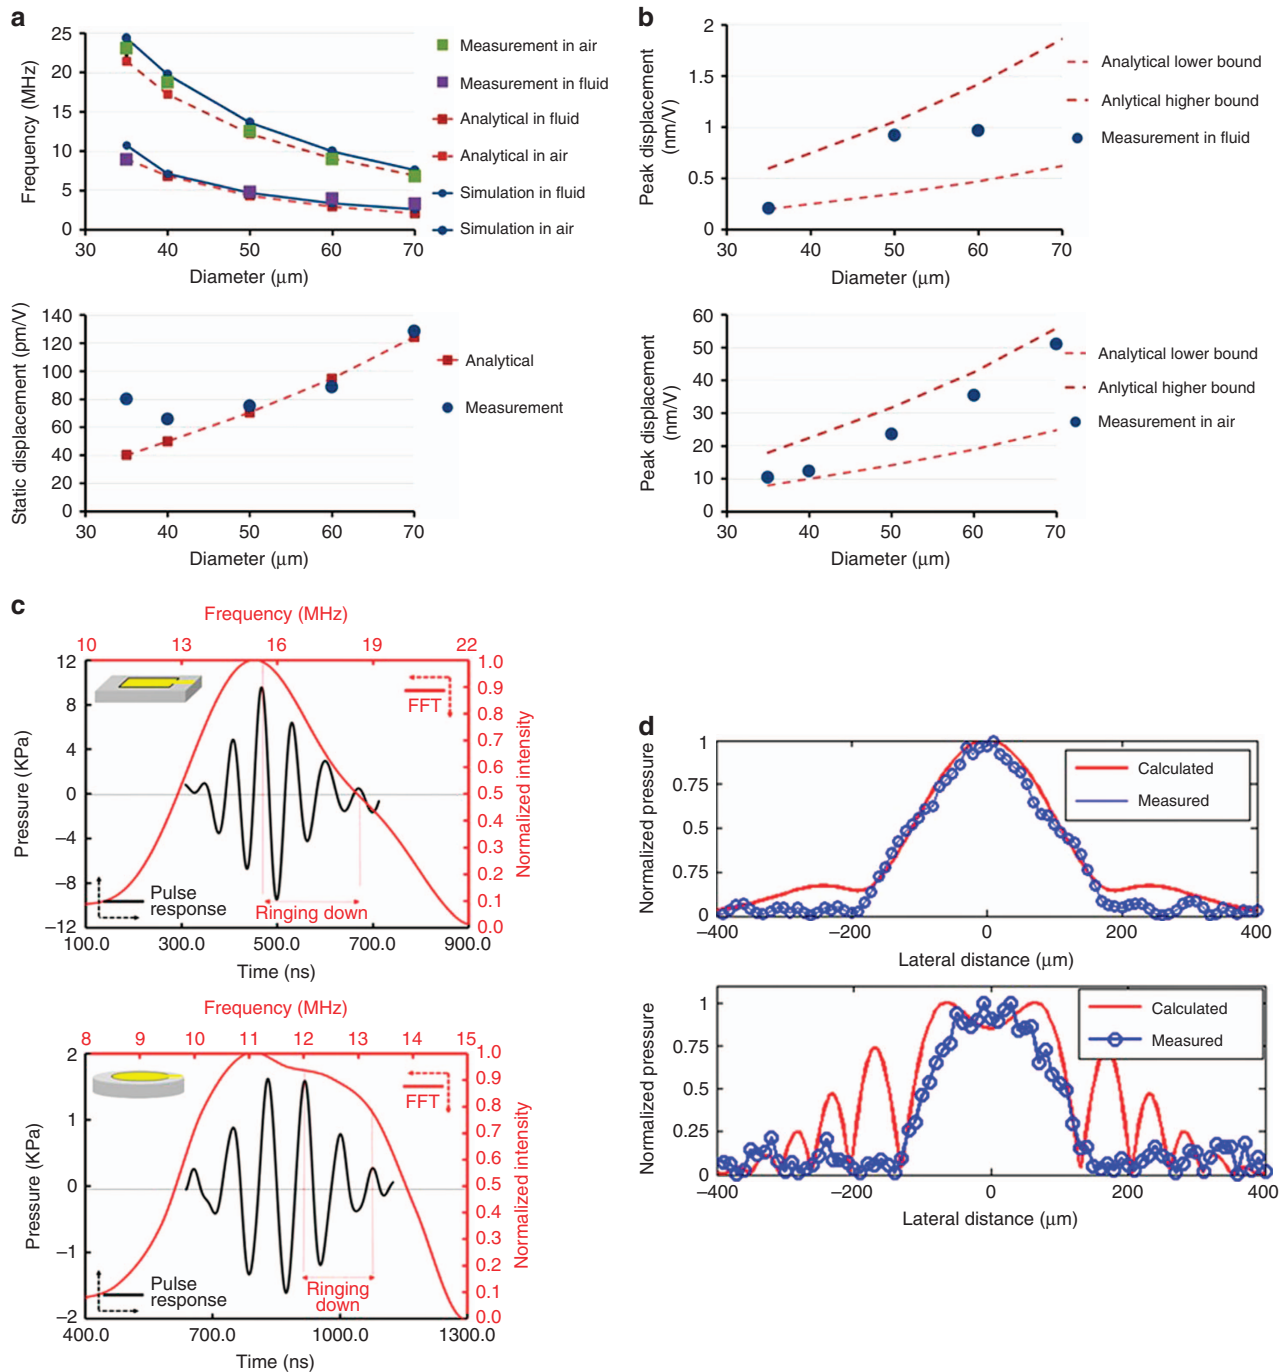 a
25
20
15
10
5
0
30 40 50 60 70
Frequency (MHz)
Diameter (μm)
Measurement in air
Measurement in fluid
Analytical in fluid
Analytical in air
Simulation in fluid
Simulation in air
140
120
100
80
60
40
20
0
30 40 50 60 70
Static displacement (pm/V)
Diameter (μm)
Analytical
Measurement
b
2
1.5
1
0.5
0
30 40 50 60 70
Peak displacement
(nm/V)
Diameter (μm)
Analytical lower bound
Anlytical higher bound
Measurement in fluid
60
50
40
30
20
10
0
30 40 50 60 70
Peak displacement
(nm/V)
Diameter (μm)
Analytical lower bound
Anlytical higher bound
Measurement in air
c
Frequency (MHz)
10 13 16 19 22
12
8
4
0
−4
−8
−12
Pressure (KPa)
1.0
0.9
0.8
0.7
0.6
0.5
0.4
0.3
0.2
0.1
0.0
Normalized intensity
FFT
Pulse
response
Ringing down
100.0 300.0 500.0 700.0 900.0
Time (ns)
Frequency (MHz)
8 9 10 11 12 13 14 15
2
1
0
−1
−2
Pressure (KPa)
1.0
0.9
0.8
0.7
0.6
0.5
0.4
0.3
0.2
0.1
0.0
Normalized intensity
FFT
Pulse
response
Ringing
down
400.0 700.0 1000.0 1300.0
Time (ns)
d
1
0.75
0.5
0.75
0
Normalized pressure
Calculated
Measured
−400 −200 0 200 400
Lateral distance (μm)
1
0.75
0.5
0.25
0
Normalized pressure
Calculated
Measured
−400 −200 0 200 400
Lateral distance (μm)